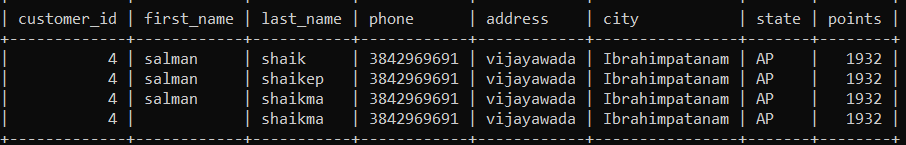 | customer_id | first_name | last_name | phone | address | city | state | points |
+-------------+------------+-----------+------------+------------+---------------+-------+--------+
| 4 | salman | shaik | 3842969691 | vijayawada | Ibrahimpatanam | AP | 1932 |
| 4 | salman | shaikep | 3842969691 | vijayawada | Ibrahimpatanam | AP | 1932 |
| 4 | salman | shaikma | 3842969691 | vijayawada | Ibrahimpatanam | AP | 1932 |
| 4 | | shaikma | 3842969691 | vijayawada | Ibrahimpatanam | AP | 1932 |
+-------------+------------+-----------+------------+------------+---------------+-------+--------+